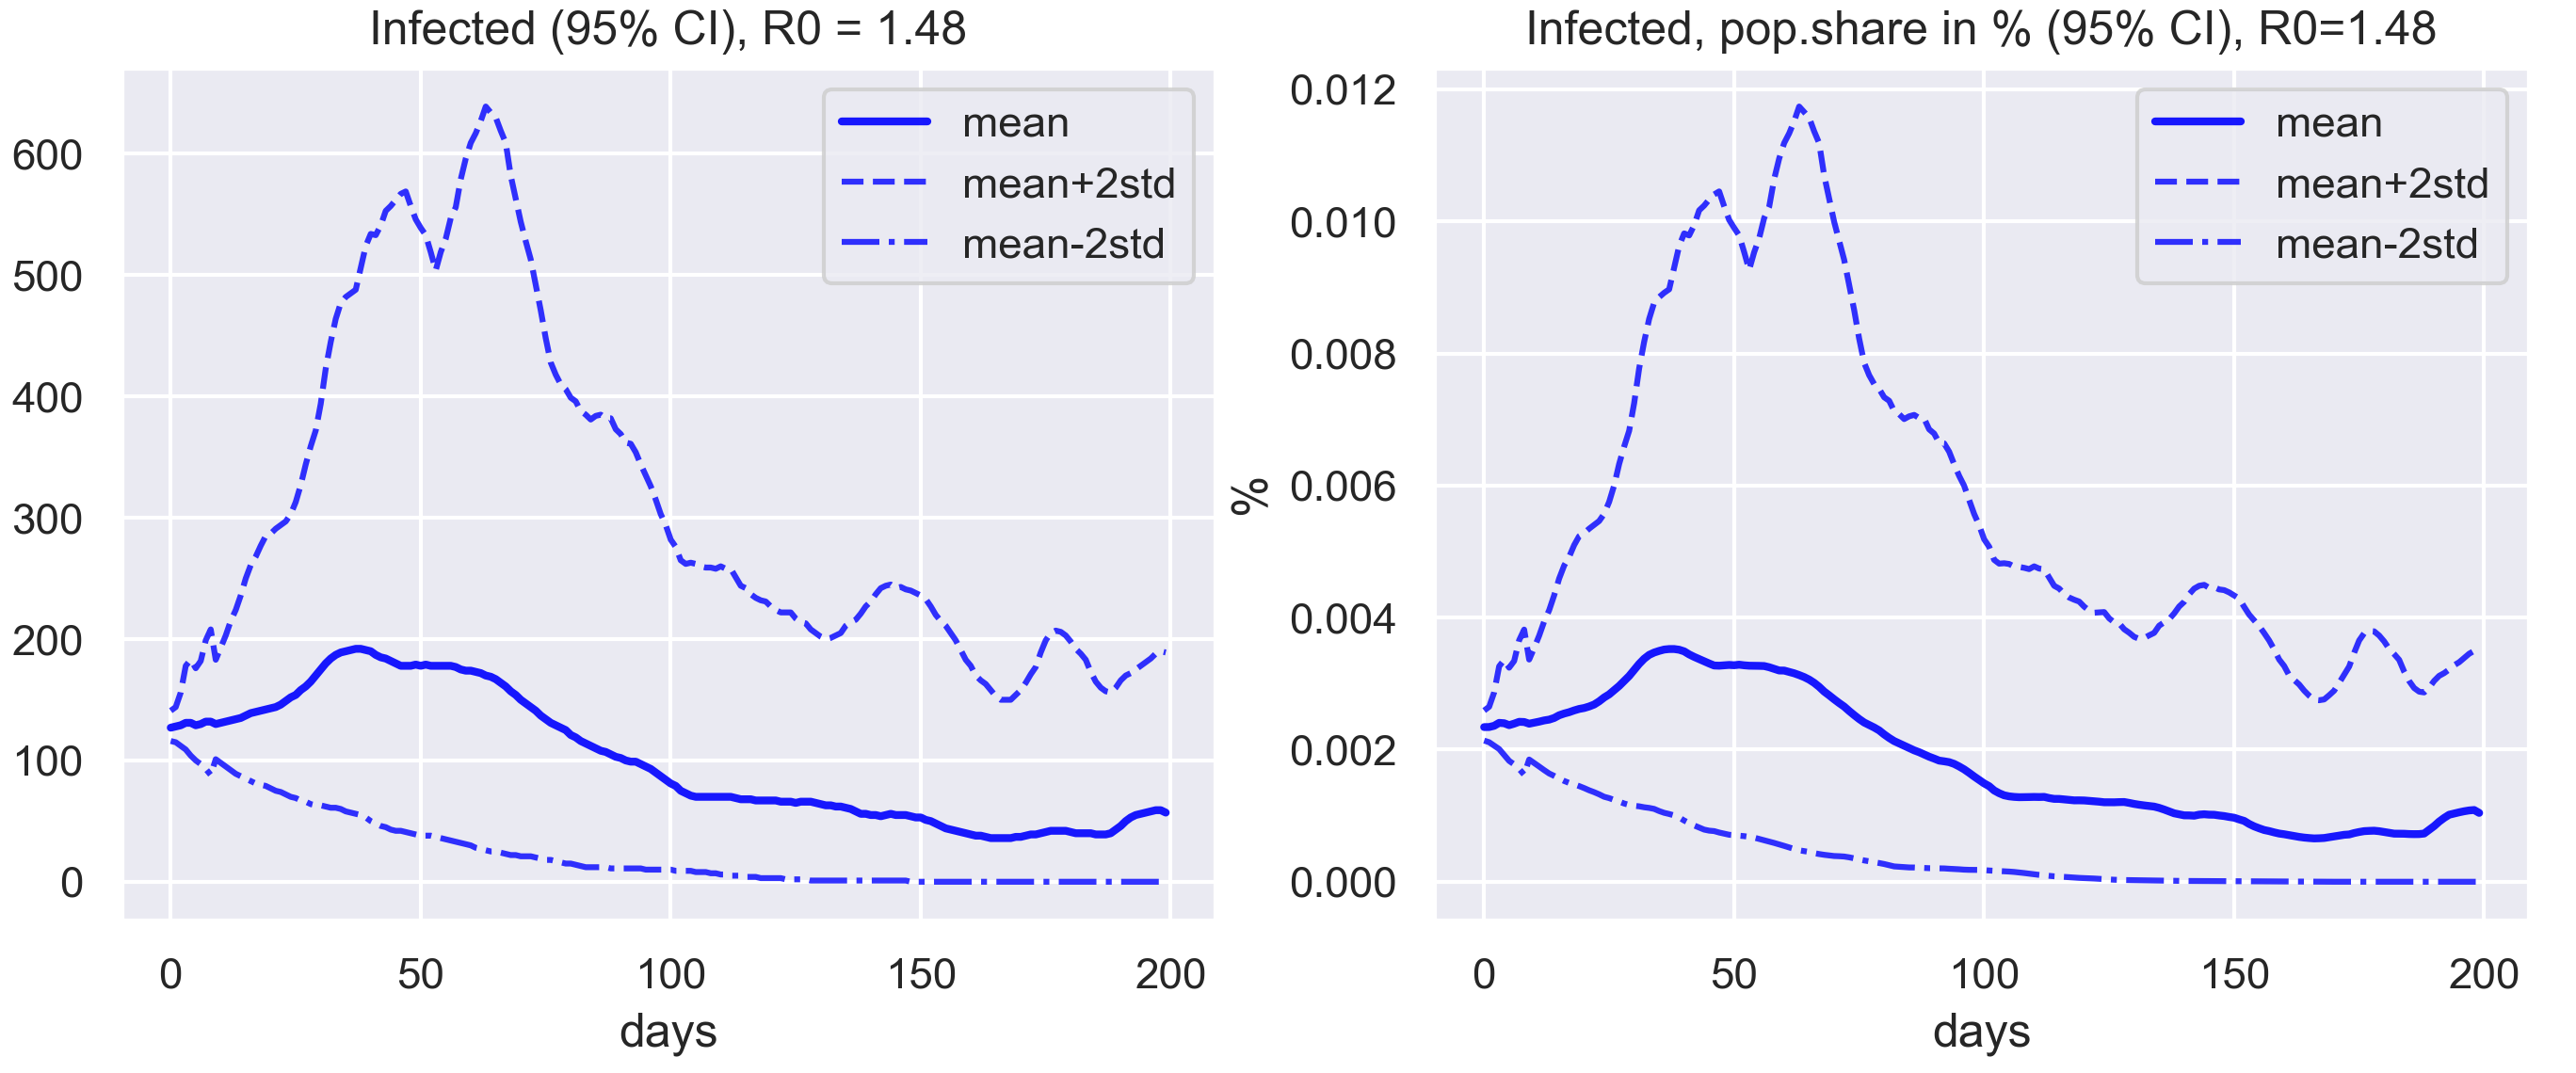 Infected (95% CI), R0 = 1.48
600
500
400
300
200
100
0
mean
mean+2std
mean-2std
0 50 100 150 200
days
Infected, pop.share in % (95% CI), R0=1.48
%
0.012
0.010
0.008
0.006
0.004
0.002
0.000
mean
mean+2std
mean-2std
0 50 100 150 200
days